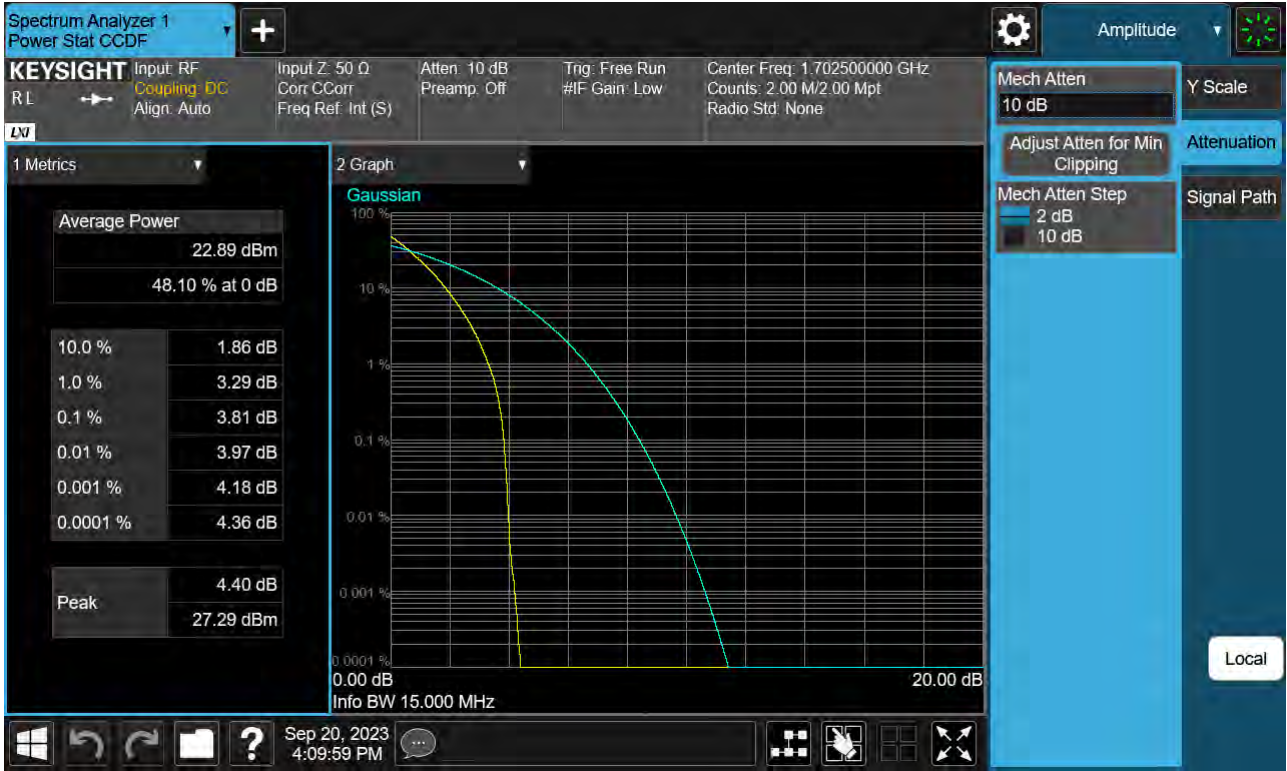 Spectrum Analyzer 1
Power Stat CCDF
+
Amplitude
KEYSIGHT
RL
LXI
Input: RF
Coupling: DC
Align: Auto
Input Z: 50 Ω
Corr CCorr
Freq Ref: Int (S)
Atten: 10 dB
Preamp: Off
Trig: Free Run
#IF Gain: Low
Center Freq: 1.702500000 GHz
Counts: 2.00 M/2.00 Mpt
Radio Std: None
Mech Atten
10 dB
Adjust Atten for Min
Clipping
Mech Atten Step
2 dB
10 dB
Y Scale
Attenuation
Signal Path
Local
1 Metrics
Average Power
22.89 dBm
48.10 % at 0 dB
10.0 % 1.86 dB
1.0 % 3.29 dB
0.1 % 3.81 dB
0.01 % 3.97 dB
0.001 % 4.18 dB
0.0001 % 4.36 dB
Peak
4.40 dB
27.29 dBm
2 Graph
Gaussian
100 %
10 %
1 %
0.1 %
0.01 %
0.001 %
0.0001 %
0.00 dB 20.00 dB
Info BW 15.000 MHz
?
Sep 20, 2023
4:09:59 PM